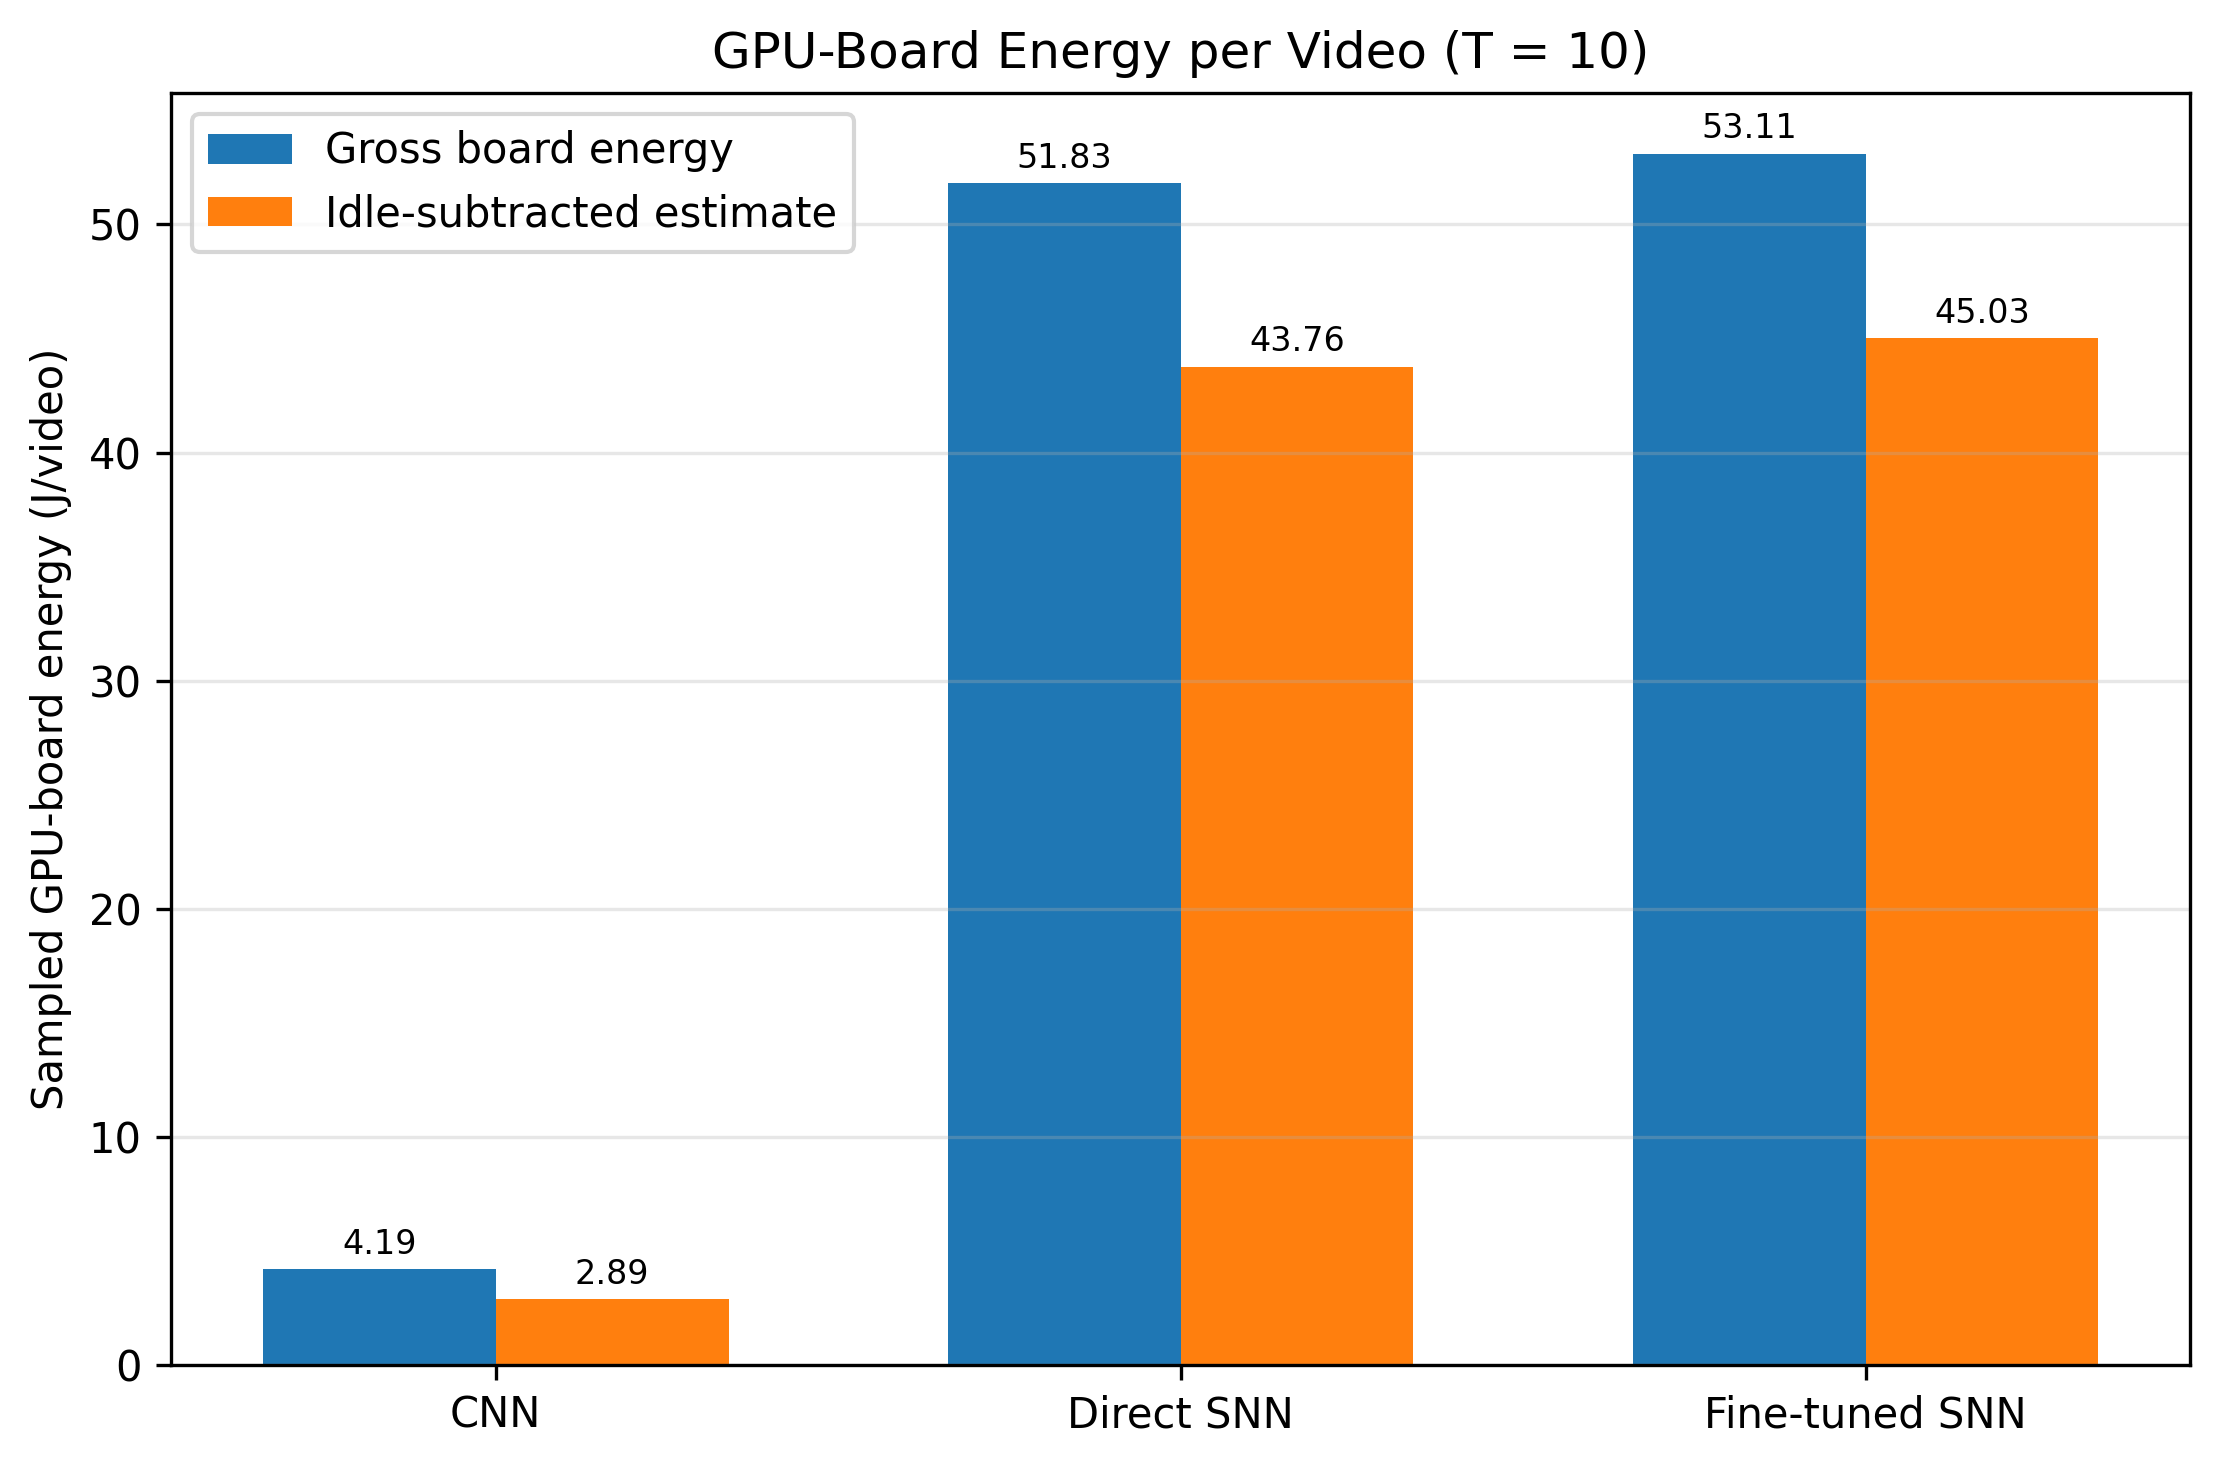 GPU-Board Energy per Video (T = 10)
Gross board energy
Idle-subtracted estimate
Sampled GPU-board energy (J/video)
50
40
30
20
10
0
4.19
2.89
51.83
43.76
53.11
45.03
CNN
Direct SNN
Fine-tuned SNN